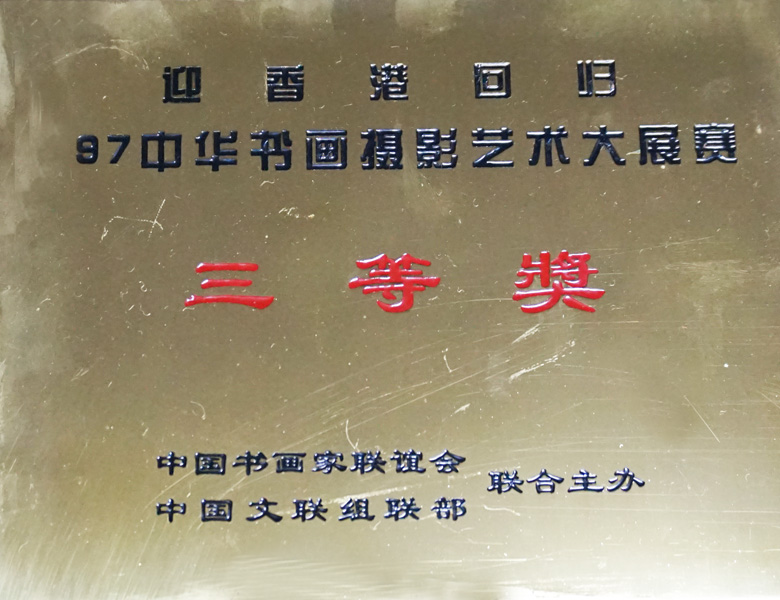 迎香港回归
97中华书画摄影艺术大展赛
三等獎
中国书画家联谊会
中国文联组联部
联合主办